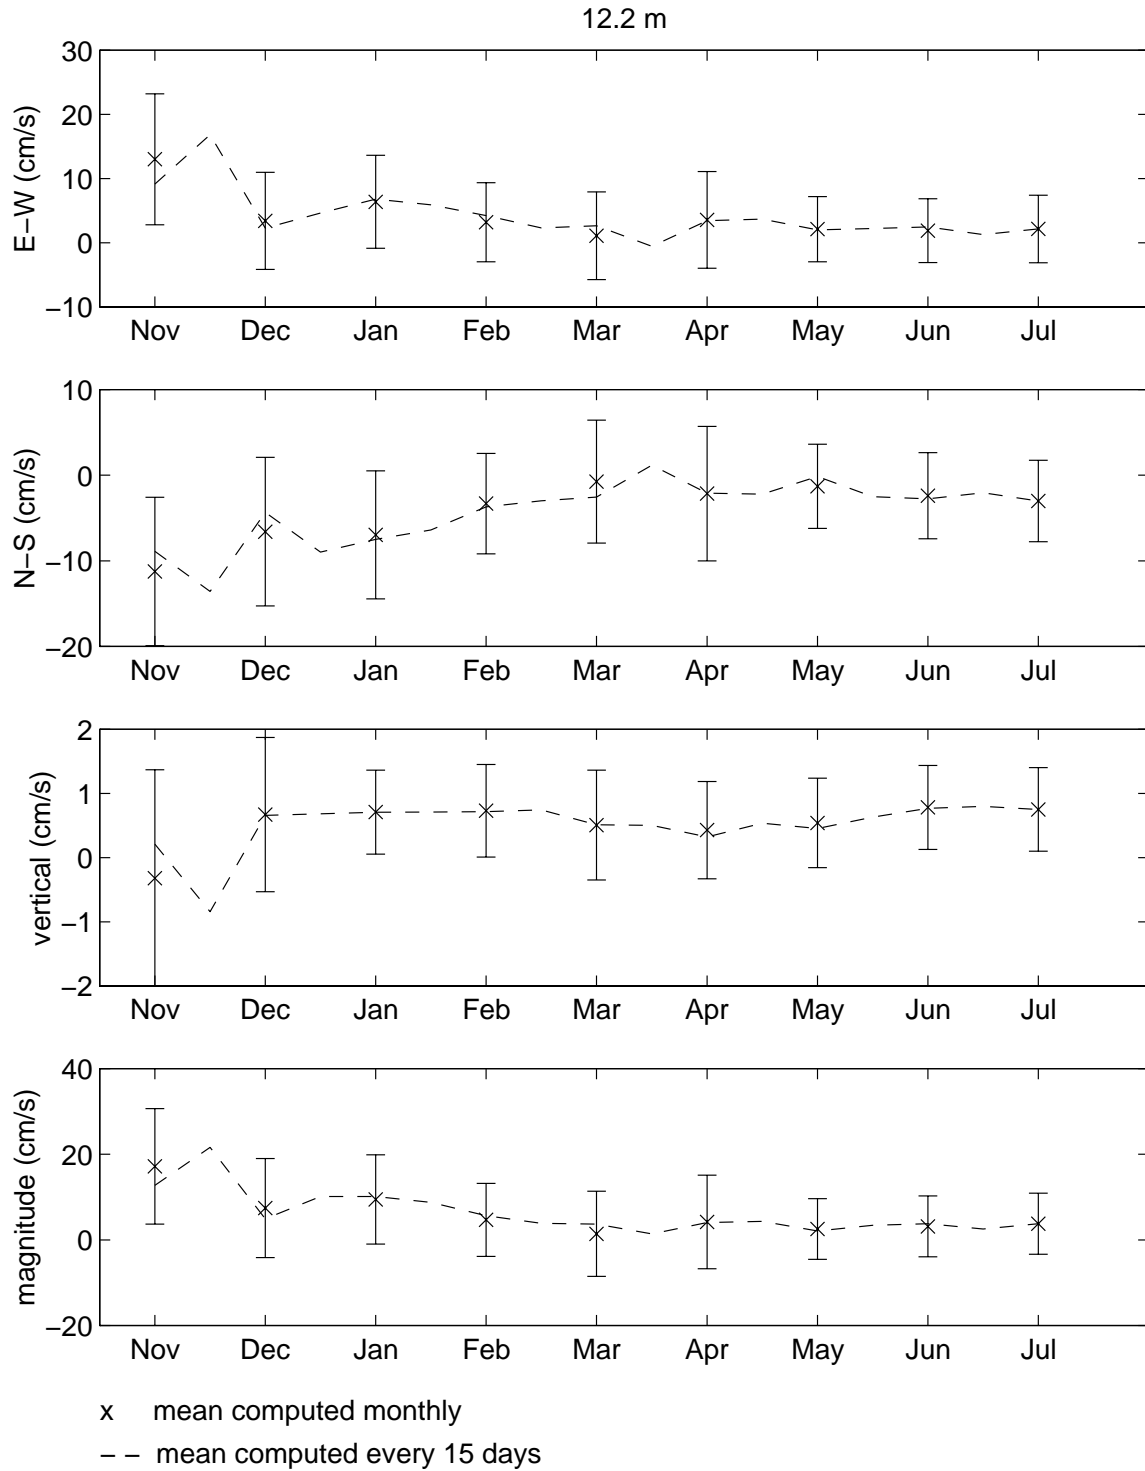 12.2 m
30
20
10
0
−10
E−W (cm/s)
Nov Dec Jan Feb Mar Apr May Jun Jul
10
0
−10
−20
N−S (cm/s)
Nov Dec Jan Feb Mar Apr May Jun Jul
2
1
0
−1
−2
vertical (cm/s)
Nov Dec Jan Feb Mar Apr May Jun Jul
40
20
0
−20
magnitude (cm/s)
Nov Dec Jan Feb Mar Apr May Jun Jul
x mean computed monthly
− − mean computed every 15 days